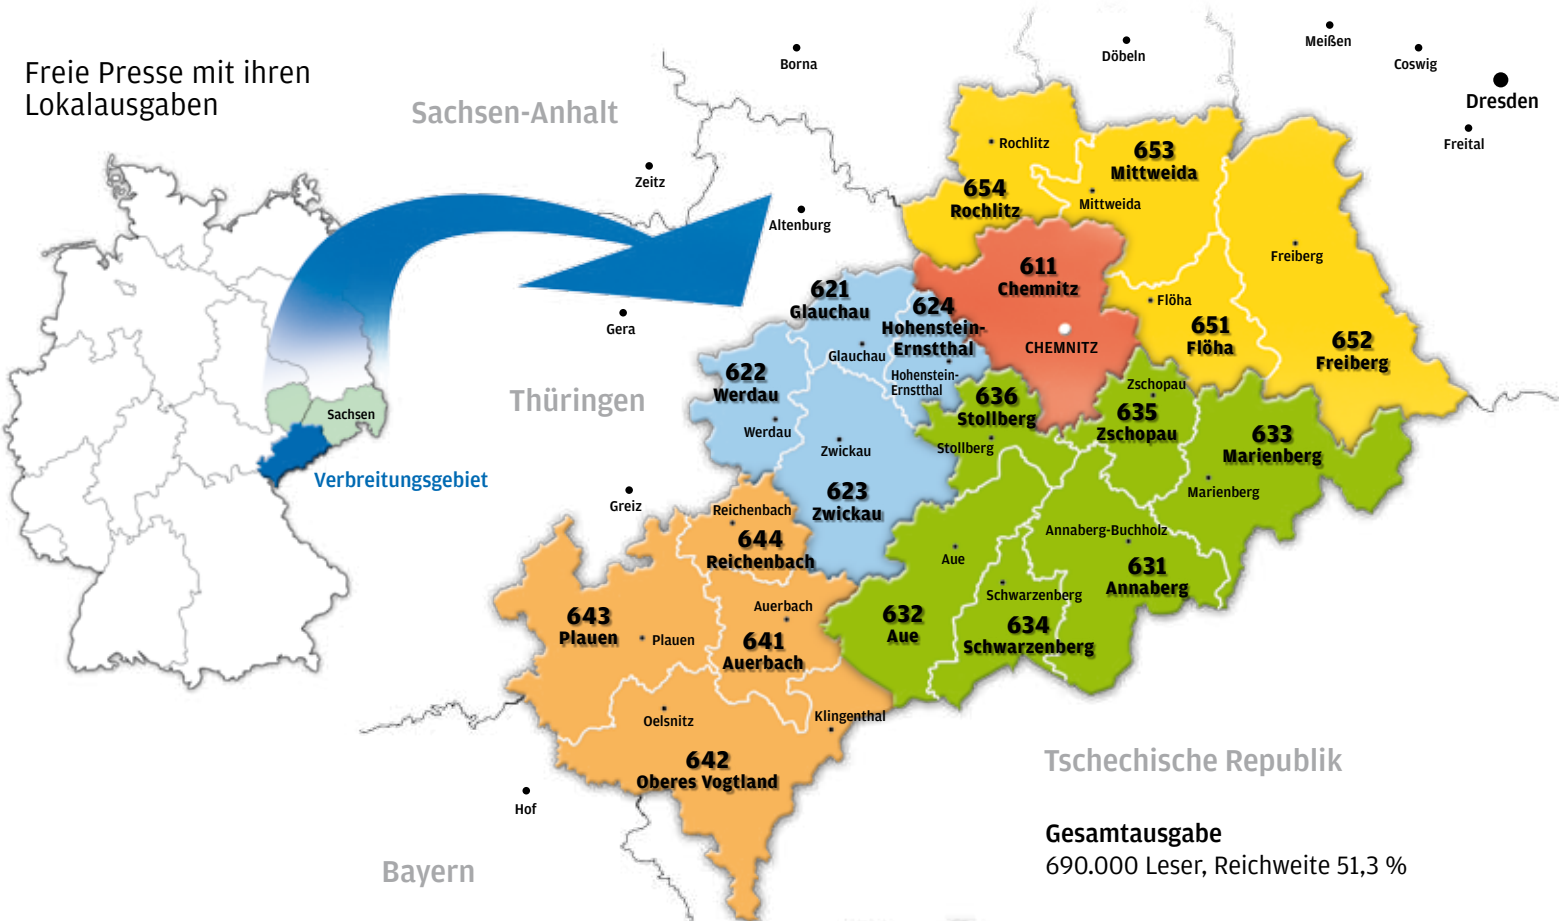 Freie Presse mit ihren
Lokalausgaben
Sachsen-Anhalt
Borna
Döbeln
Meißen
Coswig
Dresden
Freital
Zeitz
Altenburg
Gera
Thüringen
Greiz
Sachsen
Verbreitungsgebiet
Rochlitz
654
Rochlitz
653
Mittweida
Mittweida
Freiberg
611
Chemnitz
CHEMNITZ
Flöha
651
Flöha
652
Freiberg
621
Glauchau
Glauchau
624
Hohenstein-
Ernstthal
Hohenstein-
Ernstthal
622
Werdau
Werdau
Zwickau
623
Zwickau
636
Stollberg
Stollberg
Zschopau
635
Zschopau
633
Marienberg
Marienberg
Annaberg-Buchholz
631
Annaberg
Aue
632
Aue
Schwarzenberg
634
Schwarzenberg
Reichenbach
644
Reichenbach
643
Plauen
Plauen
Auerbach
641
Auerbach
Oelsnitz
Klingenthal
642
Oberes Vogtland
Hof
Bayern
Tschechische Republik
Gesamtausgabe
690.000 Leser, Reichweite 51,3 %